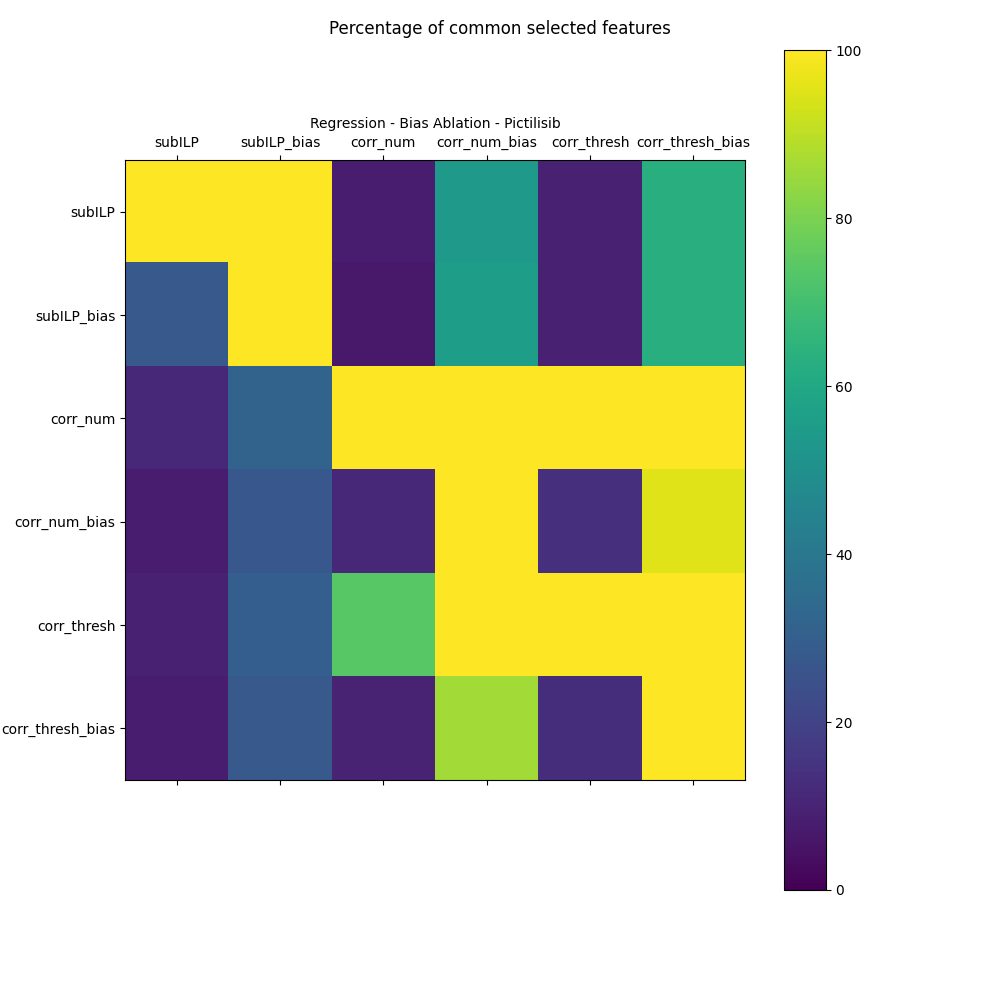 Percentage of common selected features
Regression - Bias Ablation - Pictilisib
subILP subILP_bias corr_num corr_num_bias corr_thresh corr_thresh_bias
subILP
subILP_bias
corr_num
corr_num_bias
corr_thresh
corr_thresh_bias
100
80
60
40
20
0